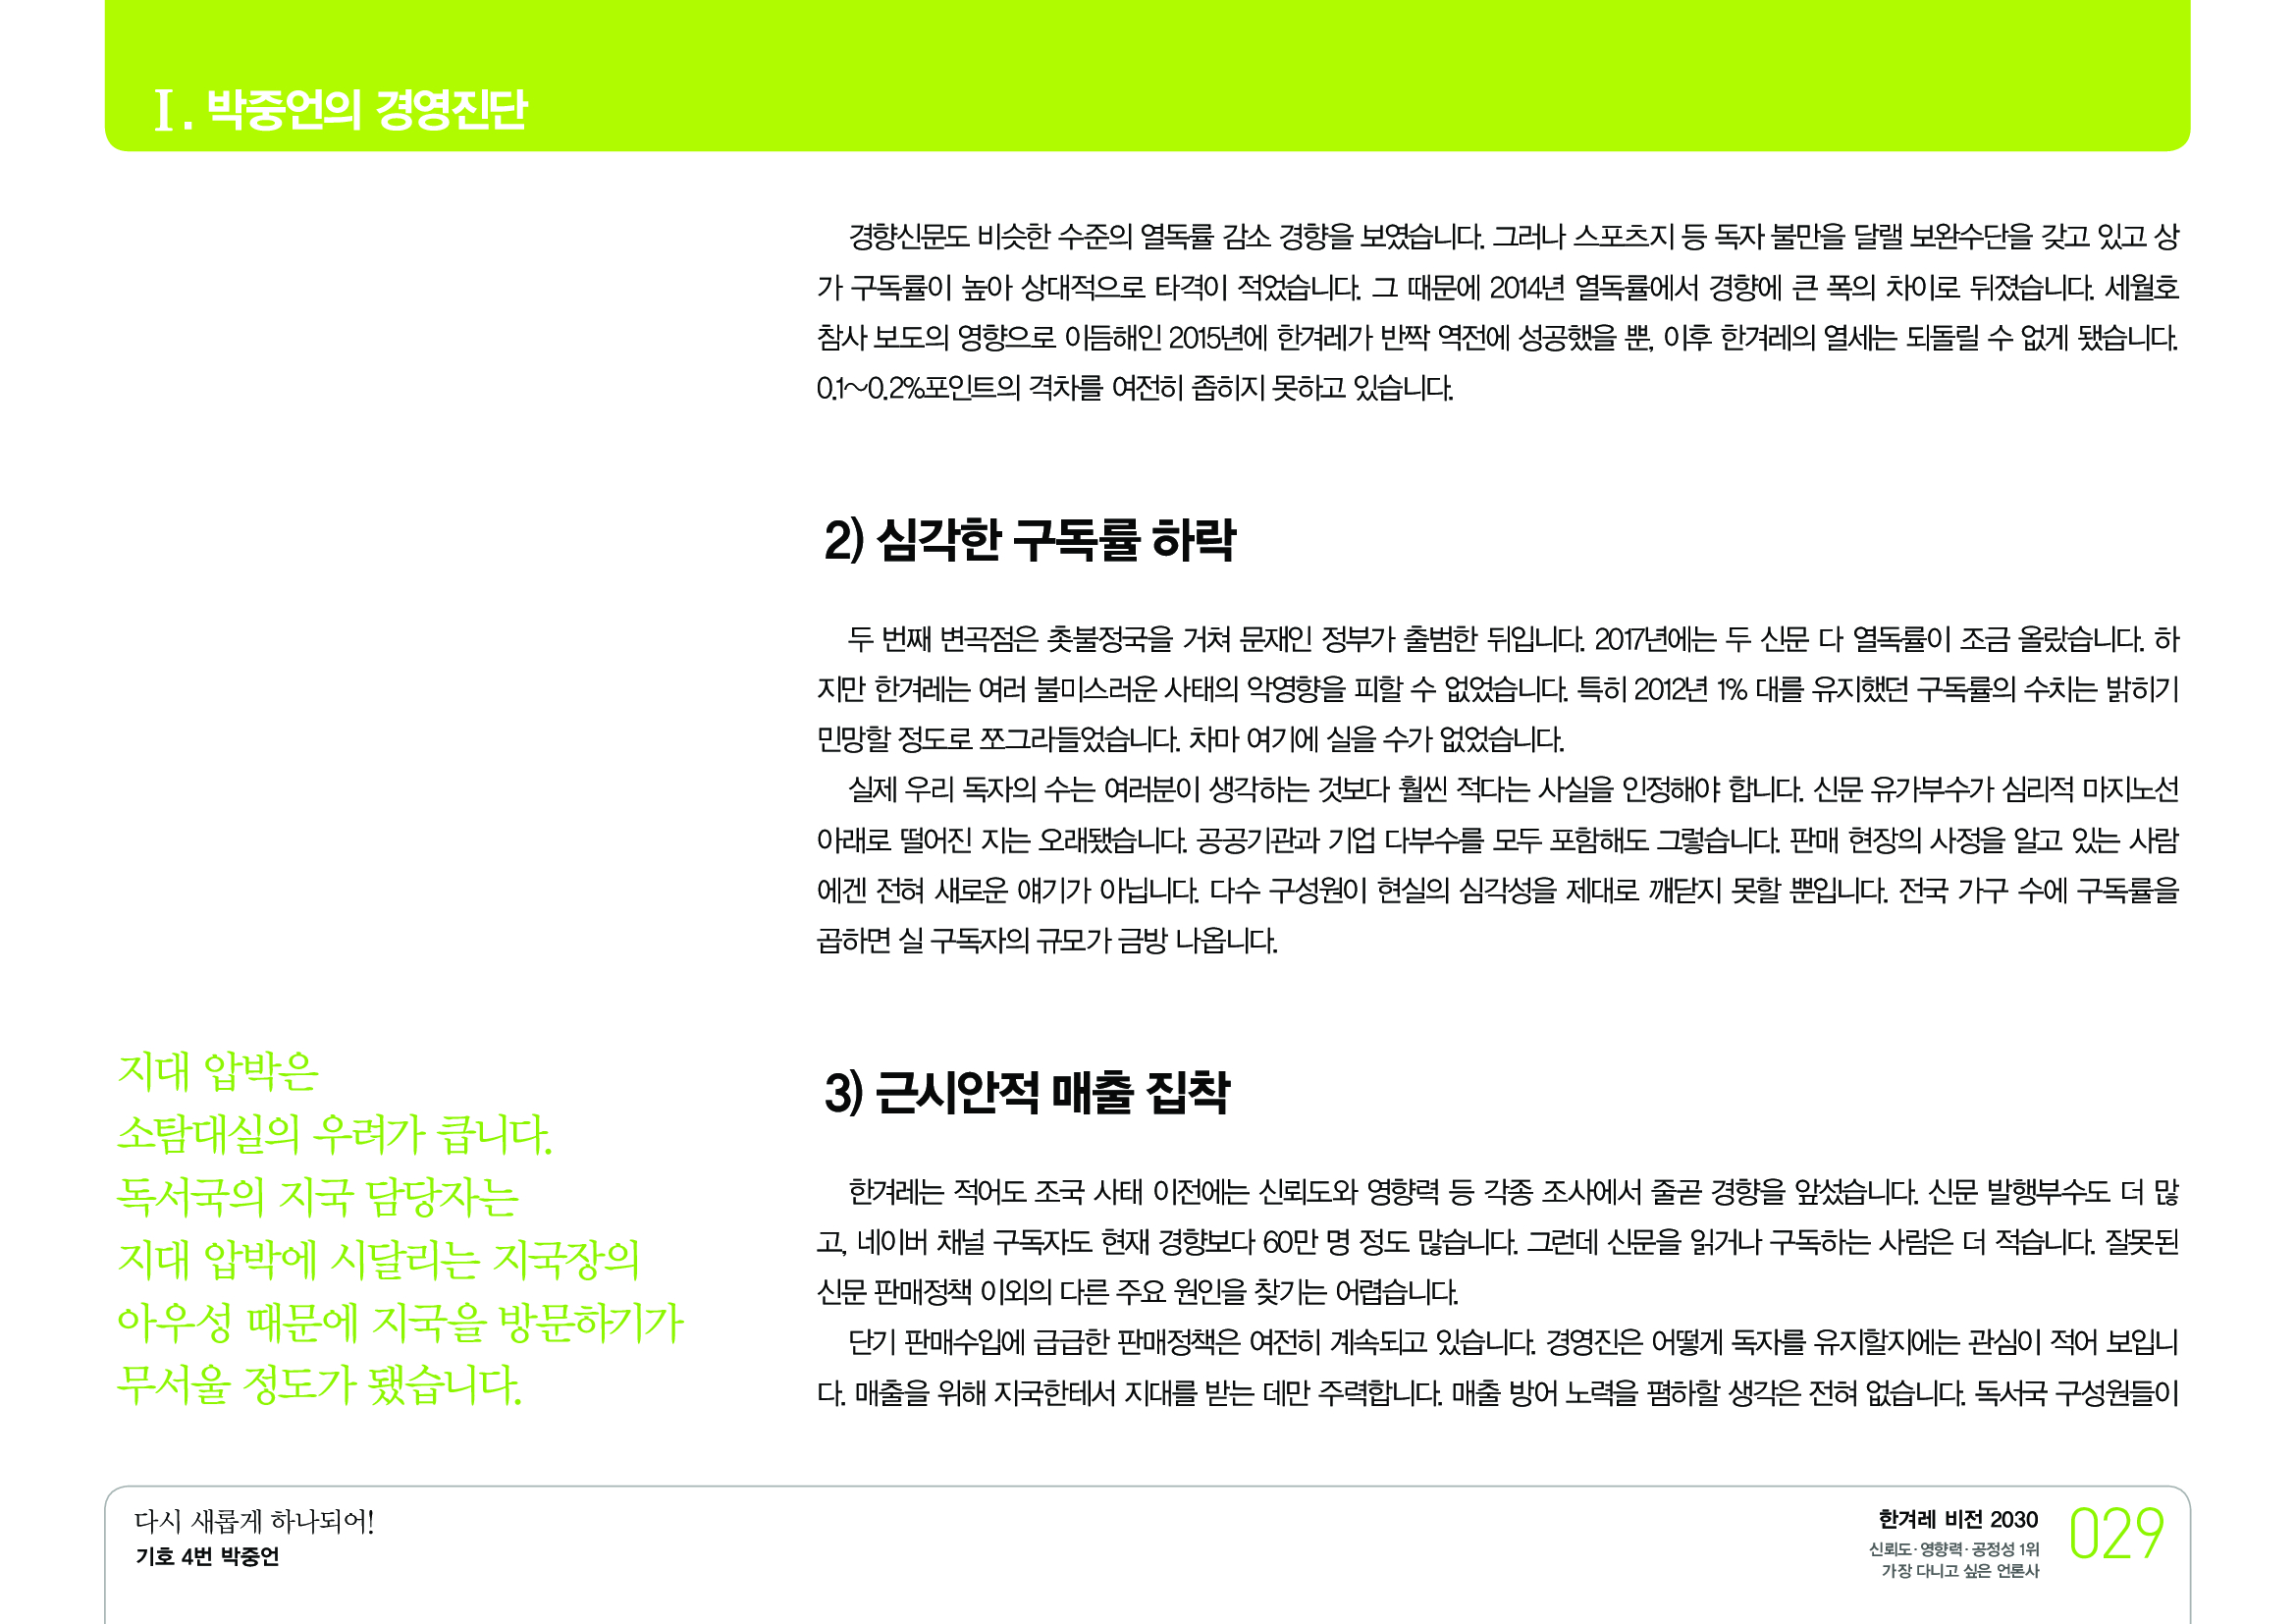 Ⅰ. 박중언의 경영진단
경향신문도 비슷한 수준의 열독률 감소 경향을 보였습니다. 그러나 스포츠지 등 독자 불만을 달랠 보완수단을 갖고 있고 상
가 구독률이 높아 상대적으로 타격이 적었습니다. 그 때문에 2014년 열독률에서 경향에 큰 폭의 차이로 뒤졌습니다. 세월호
참사 보도의 영향으로 이듬해인 2015년에 한겨레가 반짝 역전에 성공했을 뿐, 이후 한겨레의 열세는 되돌릴 수 없게 됐습니다.
0.1~0.2%포인트의 격차를 여전히 좁히지 못하고 있습니다.
2) 심각한 구독률 하락
두 번째 변곡점은 촛불정국을 거쳐 문재인 정부가 출범한 뒤입니다. 2017년에는 두 신문 다 열독률이 조금 올랐습니다. 하
지만 한겨레는 여러 불미스러운 사태의 악영향을 피할 수 없었습니다. 특히 2012년 1% 대를 유지했던 구독률의 수치는 밝히기
민망할 정도로 쪼그라들었습니다. 차마 여기에 실을 수가 없었습니다.
실제 우리 독자의 수는 여러분이 생각하는 것보다 훨씬 적다는 사실을 인정해야 합니다. 신문 유가부수가 심리적 마지노선
아래로 떨어진 지는 오래됐습니다. 공공기관과 기업 다부수를 모두 포함해도 그렇습니다. 판매 현장의 사정을 알고 있는 사람
에겐 전혀 새로운 얘기가 아닙니다. 다수 구성원이 현실의 심각성을 제대로 깨닫지 못할 뿐입니다. 전국 가구 수에 구독률을
곱하면 실 구독자의 규모가 금방 나옵니다.
지대 압박은
소탐대실의 우려가 큽니다.
독서국의 지국 담당자는
지대 압박에 시달리는 지국장의
아우성 때문에 지국을 방문하기가
무서울 정도가 됐습니다.
3) 근시안적 매출 집착
한겨레는 적어도 조국 사태 이전에는 신뢰도와 영향력 등 각종 조사에서 줄곧 경향을 앞섰습니다. 신문 발행부수도 더 많
고, 네이버 채널 구독자도 현재 경향보다 60만 명 정도 많습니다. 그런데 신문을 읽거나 구독하는 사람은 더 적습니다. 잘못된
신문 판매정책 이외의 다른 주요 원인을 찾기는 어렵습니다.
단기 판매수입에 급급한 판매정책은 여전히 계속되고 있습니다. 경영진은 어떻게 독자를 유지할지에는 관심이 적어 보입니
다. 매출을 위해 지국한테서 지대를 받는 데만 주력합니다. 매출 방어 노력을 폄하할 생각은 전혀 없습니다. 독서국 구성원들이
다시 새롭게 하나되어!
기호 4번 박중언
한겨레 비전 2030
신뢰도·영향력·공정성 1위
가장 다니고 싶은 언론사
029